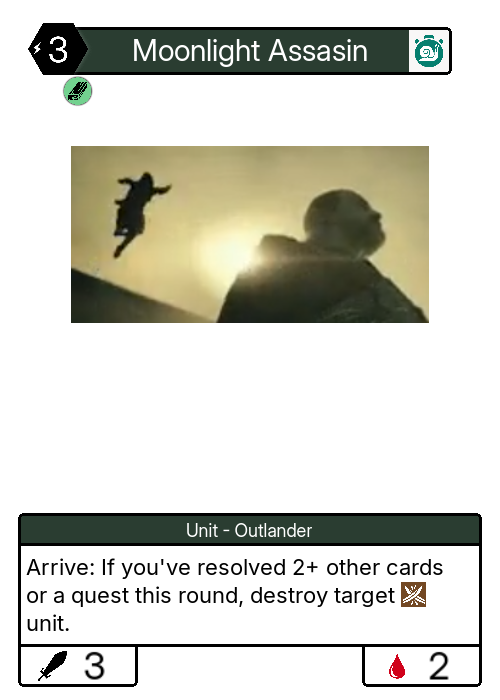 3 Moonlight Assasin
Unit - Outlander
Arrive: If you've resolved 2+ other cards
or a quest this round, destroy target
unit.
3 2